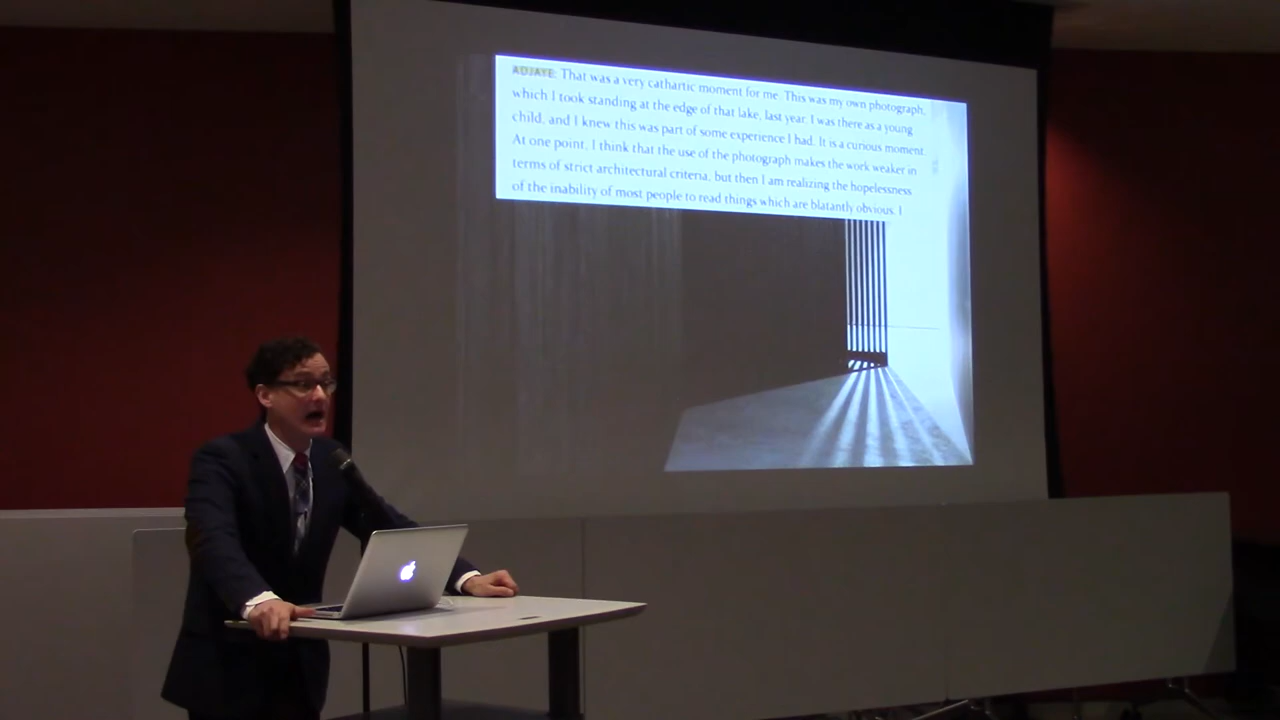 ADJAYE: That was a very cathartic moment for me. This was my own photograph,
which I took standing at the edge of that lake, last year. I was there as a young
child, and I knew this was part of some experience I had. It is a curious moment.
At one point, I think that the use of the photograph makes the work weaker in
terms of strict architectural criteria, but then I am realizing the hopelessness
of the inability of most people to read things which are blatantly obvious. I